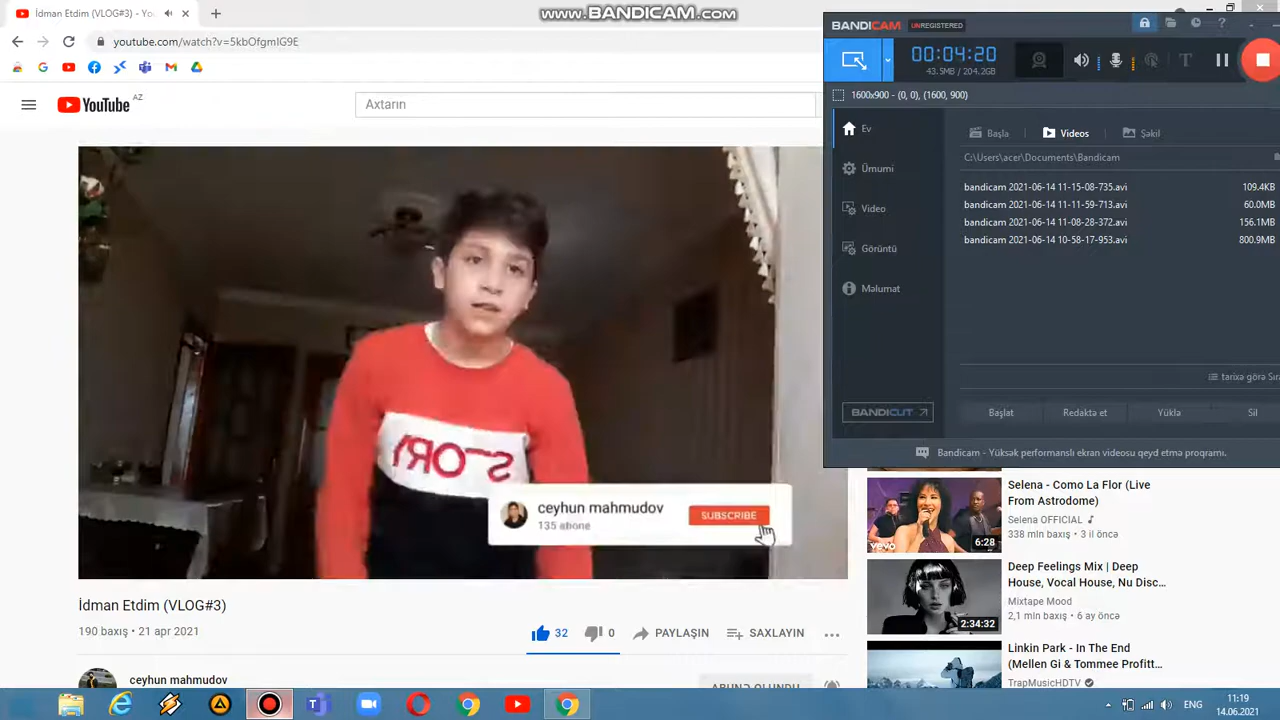 İdman Etdim (VLOG#3) - Yo
www.BANDICAM.com
youtube.com/watch?v=5kbOfgmIG9E
YouTube AZ
Axtarın
BANDICAM UNREGISTERED
00:04:20
43.5MB / 204.2GB
1600x900 - (0, 0), (1600, 900)
Ev
Ümumi
Video
Görüntü
Məlumat
BANDICUT
Başla
Videos
Şəkil
C:\Users\acer\Documents\Bandicam
bandicam 2021-06-14 11-15-08-735.avi 109.4KB
bandicam 2021-06-14 11-11-59-713.avi 60.0MB
bandicam 2021-06-14 11-08-28-372.avi 156.1MB
bandicam 2021-06-14 10-58-17-953.avi 800.9MB
tarixə görə Sıra
Başlat Redaktə et Yüklə Sil
Bandicam - Yüksək performanslı ekran videosu qeyd etmə proqramı.
STORY
ceyhun mahmudov
135 abone
SUBSCRIBE
İdman Etdim (VLOG#3)
190 baxış • 21 apr 2021
32 0 PAYLAŞIN SAXLAYIN
ceyhun mahmudov
ABUNƏ OLUNDU
Selena - Como La Flor (Live
From Astrodome)
Selena OFFICIAL
338 mln baxış • 3 il öncə
vevo
6:28
Deep Feelings Mix | Deep
House, Vocal House, Nu Disc...
Mixtape Mood
2,1 mln baxış • 6 ay öncə
2:34:32
Linkin Park - In The End
(Mellen Gi & Tommee Profitt...
TrapMusicHDTV
ENG
11:19
14.06.2021